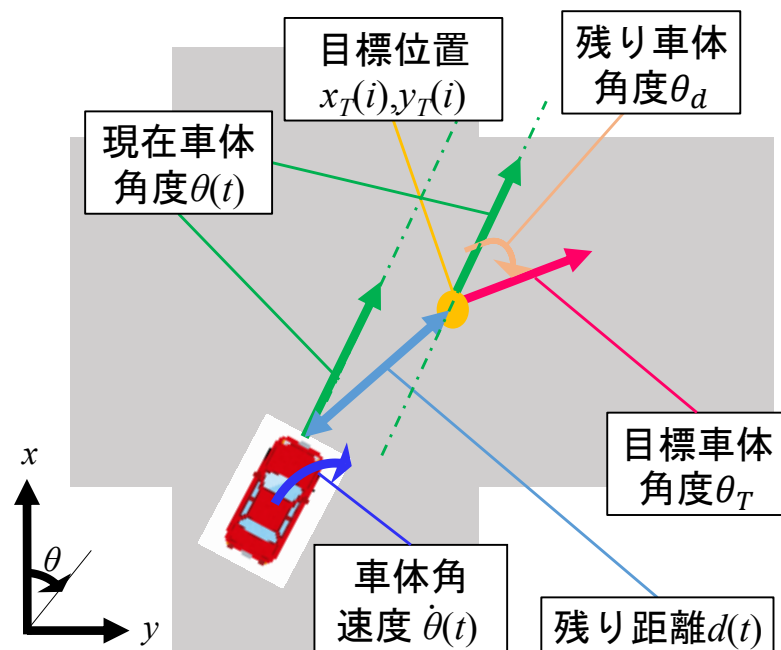 目標位置
x_T(i),y_T(i)
残り車体
角度θ_d
現在車体
角度θ(t)
目標車体
角度θ_T
x
θ
y
車体角
速度 θ̇(t)
残り距離d(t)